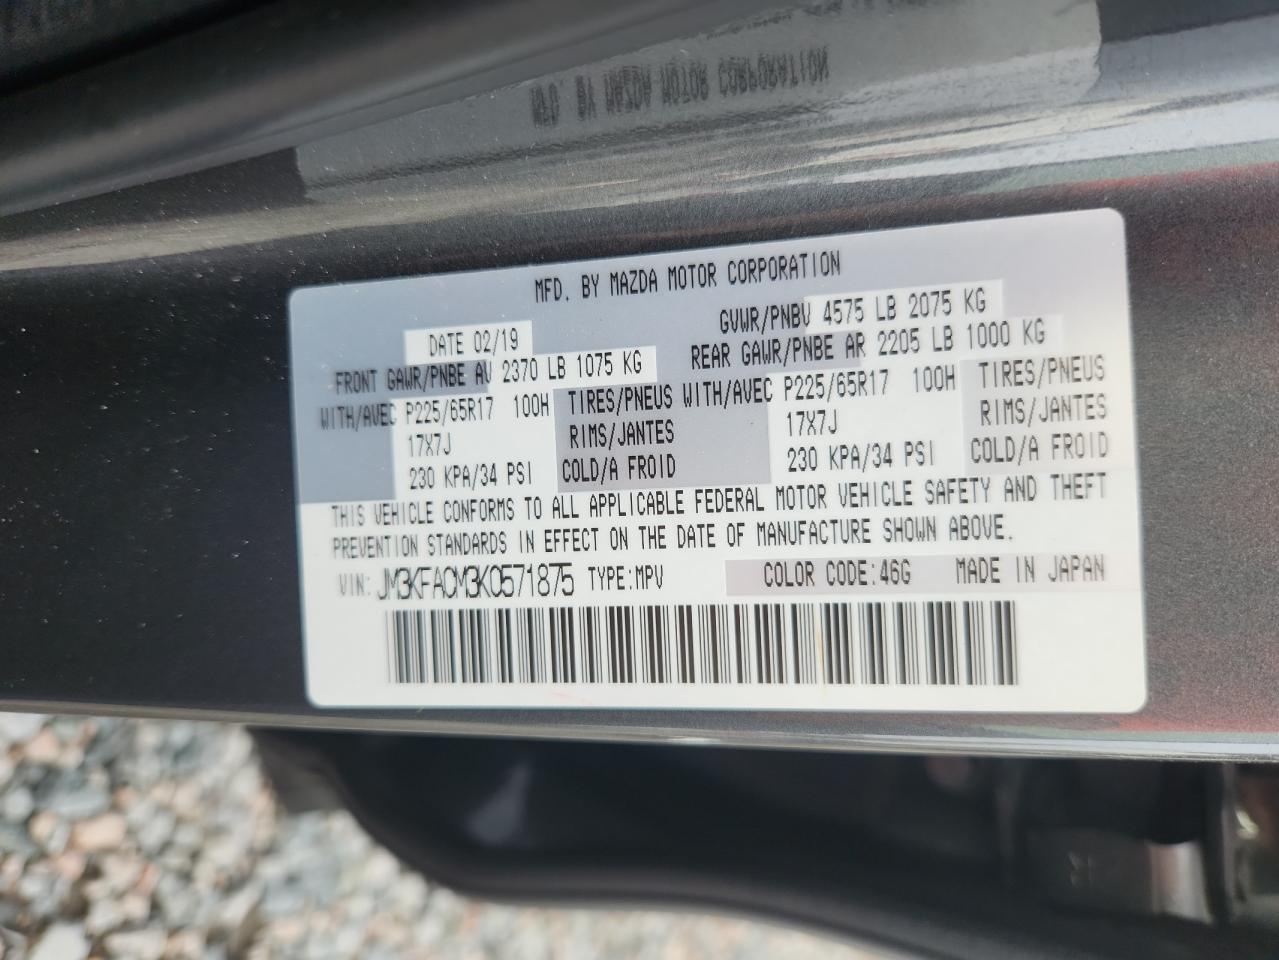 MFD. BY MAZDA MOTOR CORPORATION
DATE 02/19 GVWR/PNBV 4575 LB 2075 KG
FRONT GAWR/PNBE AV 2370 LB 1075 KG REAR GAWR/PNBE AR 2205 LB 1000 KG
WITH/AVEC P225/65R17 100H TIRES/PNEUS WITH/AVEC P225/65R17 100H TIRES/PNEUS
17X7J RIMS/JANTES 17X7J RIMS/JANTES
230 KPA/34 PSI COLD/A FROID 230 KPA/34 PSI COLD/A FROID
THIS VEHICLE CONFORMS TO ALL APPLICABLE FEDERAL MOTOR VEHICLE SAFETY AND THEFT
PREVENTION STANDARDS IN EFFECT ON THE DATE OF MANUFACTURE SHOWN ABOVE.
VIN: JM3KFACM3K0571875 TYPE:MPV COLOR CODE:46G MADE IN JAPAN